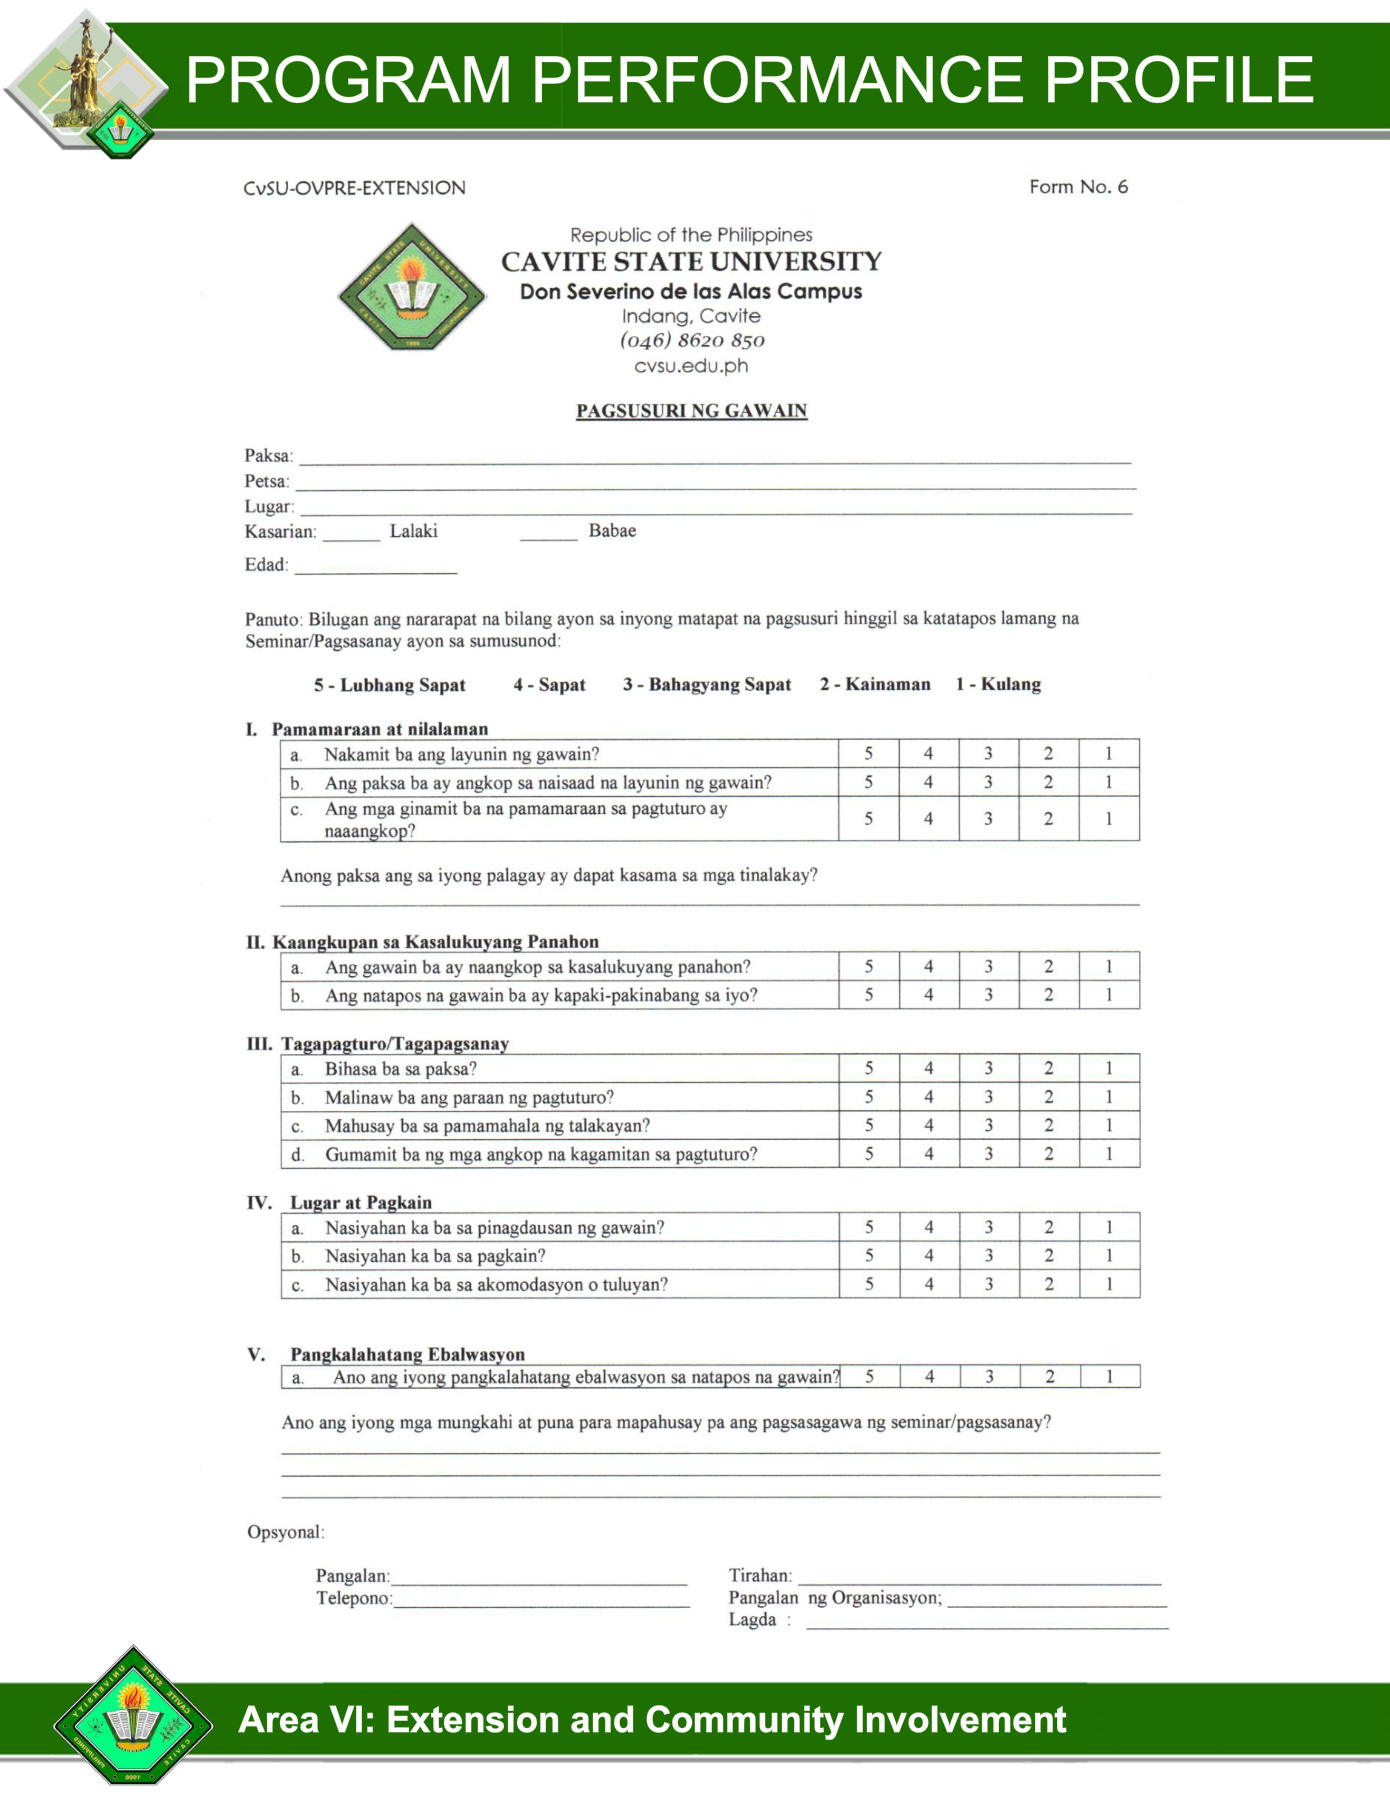 PROGRAM PERFORMANCE PROFILE
CvSU-OVPRE-EXTENSION
Form No. 6
Republic of the Philippines
CAVITE STATE UNIVERSITY
Don Severino de las Alas Campus
Indang, Cavite
(046) 8620 850
cvsu.edu.ph
PAGSUSURI NG GAWAIN
Paksa:
Petsa:
Lugar:
Kasarian: Lalaki Babae
Edad:
Panuto: Bilugan ang nararapat na bilang ayon sa inyong matapat na pagsusuri hinggil sa katatapos lamang na
Seminar/Pagsasanay ayon sa sumusunod:
5 - Lubhang Sapat 4 - Sapat 3 - Bahagyang Sapat 2 - Kainaman 1 - Kulang
I. Pamamaraan at nilalaman
a. Nakamit ba ang layunin ng gawain? 5 4 3 2 1
b. Ang paksa ba ay angkop sa naisaad na layunin ng gawain? 5 4 3 2 1
c. Ang mga ginamit ba na pamamaraan sa pagtuturo ay
naaangkop? 5 4 3 2 1
Anong paksa ang sa iyong palagay ay dapat kasama sa mga tinalakay?
II. Kaangkupan sa Kasalukuyang Panahon
a. Ang gawain ba ay naangkop sa kasalukuyang panahon? 5 4 3 2 1
b. Ang natapos na gawain ba ay kapaki-pakinabang sa iyo? 5 4 3 2 1
III. Tagapagturo/Tagapagsanay
a. Bihasa ba sa paksa? 5 4 3 2 1
b. Malinaw ba ang paraan ng pagtuturo? 5 4 3 2 1
c. Mahusay ba sa pamamahala ng talakayan? 5 4 3 2 1
d. Gumamit ba ng mga angkop na kagamitan sa pagtuturo? 5 4 3 2 1
IV. Lugar at Pagkain
a. Nasiyahan ka ba sa pinagdausan ng gawain? 5 4 3 2 1
b. Nasiyahan ka ba sa pagkain? 5 4 3 2 1
c. Nasiyahan ka ba sa akomodasyon o tuluyan? 5 4 3 2 1
V. Pangkalahatang Ebalwasyon
a. Ano ang iyong pangkalahatang ebalwasyon sa natapos na gawain? 5 4 3 2 1
Ano ang iyong mga mungkahi at puna para mapahusay pa ang pagsasagawa ng seminar/pagsasanay?
Opsyonal:
Pangalan:
Telepono:
Tirahan:
Pangalan ng Organisasyon;
Lagda :
Area VI: Extension and Community Involvement